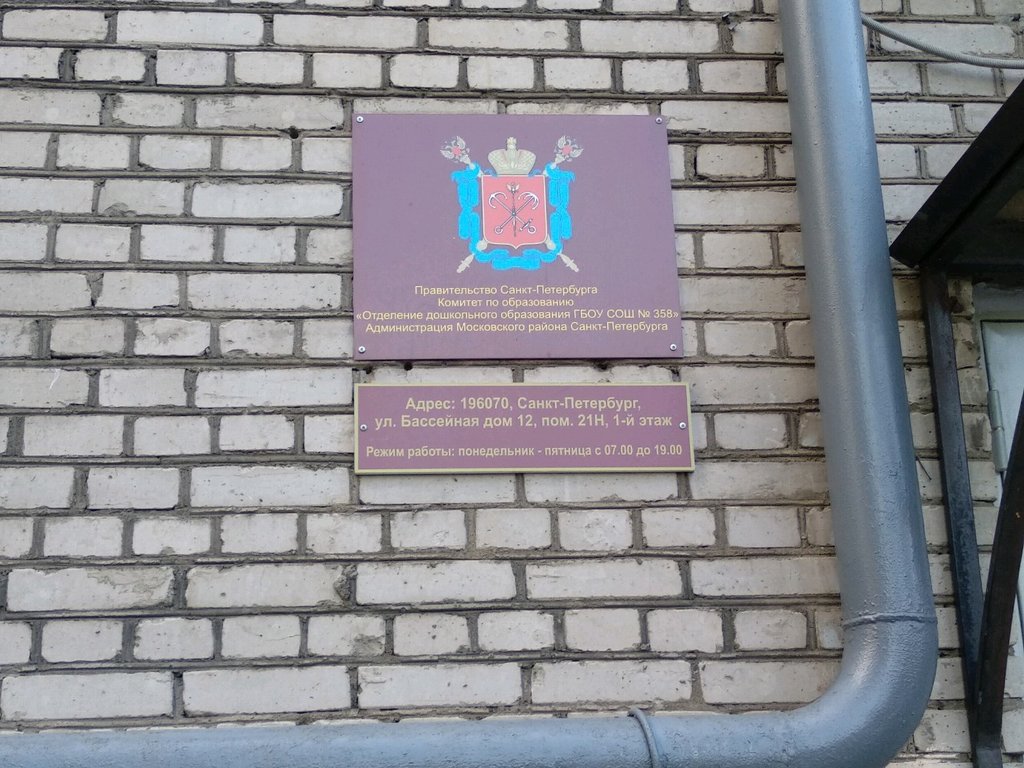 Правительство Санкт-Петербурга
Комитет по образованию
«Отделение дошкольного образования ГБОУ СОШ № 358»
Администрация Московского района Санкт-Петербурга
Адрес: 196070, Санкт-Петербург,
ул. Бассейная дом 12, пом. 21Н, 1-й этаж
Режим работы: понедельник - пятница с 07.00 до 19.00